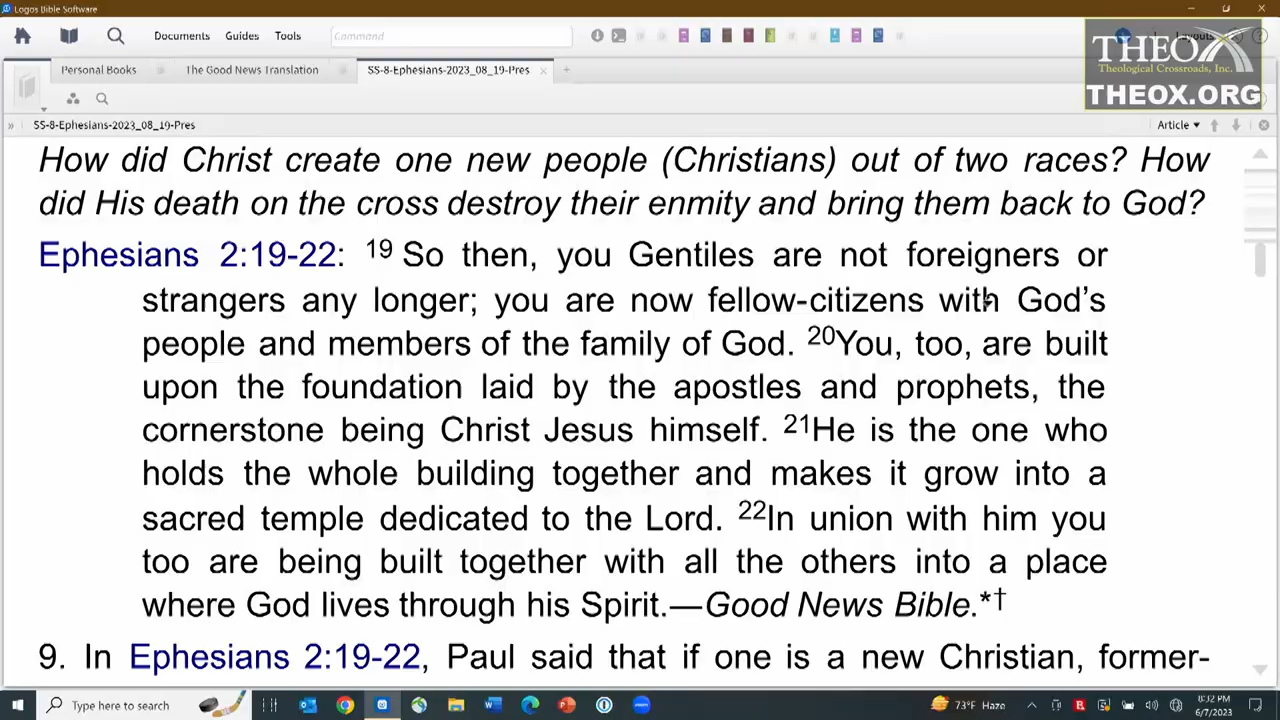 Logos Bible Software
Documents Guides Tools Command Layouts
THEOX
Theological Crossroads, Inc.
THEOX.ORG
Personal Books The Good News Translation SS-8-Ephesians-2023_08_19-Pres
SS-8-Ephesians-2023_08_19-Pres Article
How did Christ create one new people (Christians) out of two races? How
did His death on the cross destroy their enmity and bring them back to God?
Ephesians 2:19-22: 19 So then, you Gentiles are not foreigners or
strangers any longer; you are now fellow-citizens with God's
people and members of the family of God. 20You, too, are built
upon the foundation laid by the apostles and prophets, the
cornerstone being Christ Jesus himself. 21He is the one who
holds the whole building together and makes it grow into a
sacred temple dedicated to the Lord. 22In union with him you
too are being built together with all the others into a place
where God lives through his Spirit.—Good News Bible.*†
9. In Ephesians 2:19-22, Paul said that if one is a new Christian, former-
Type here to search 73°F Haze 8:32 PM
6/7/2023